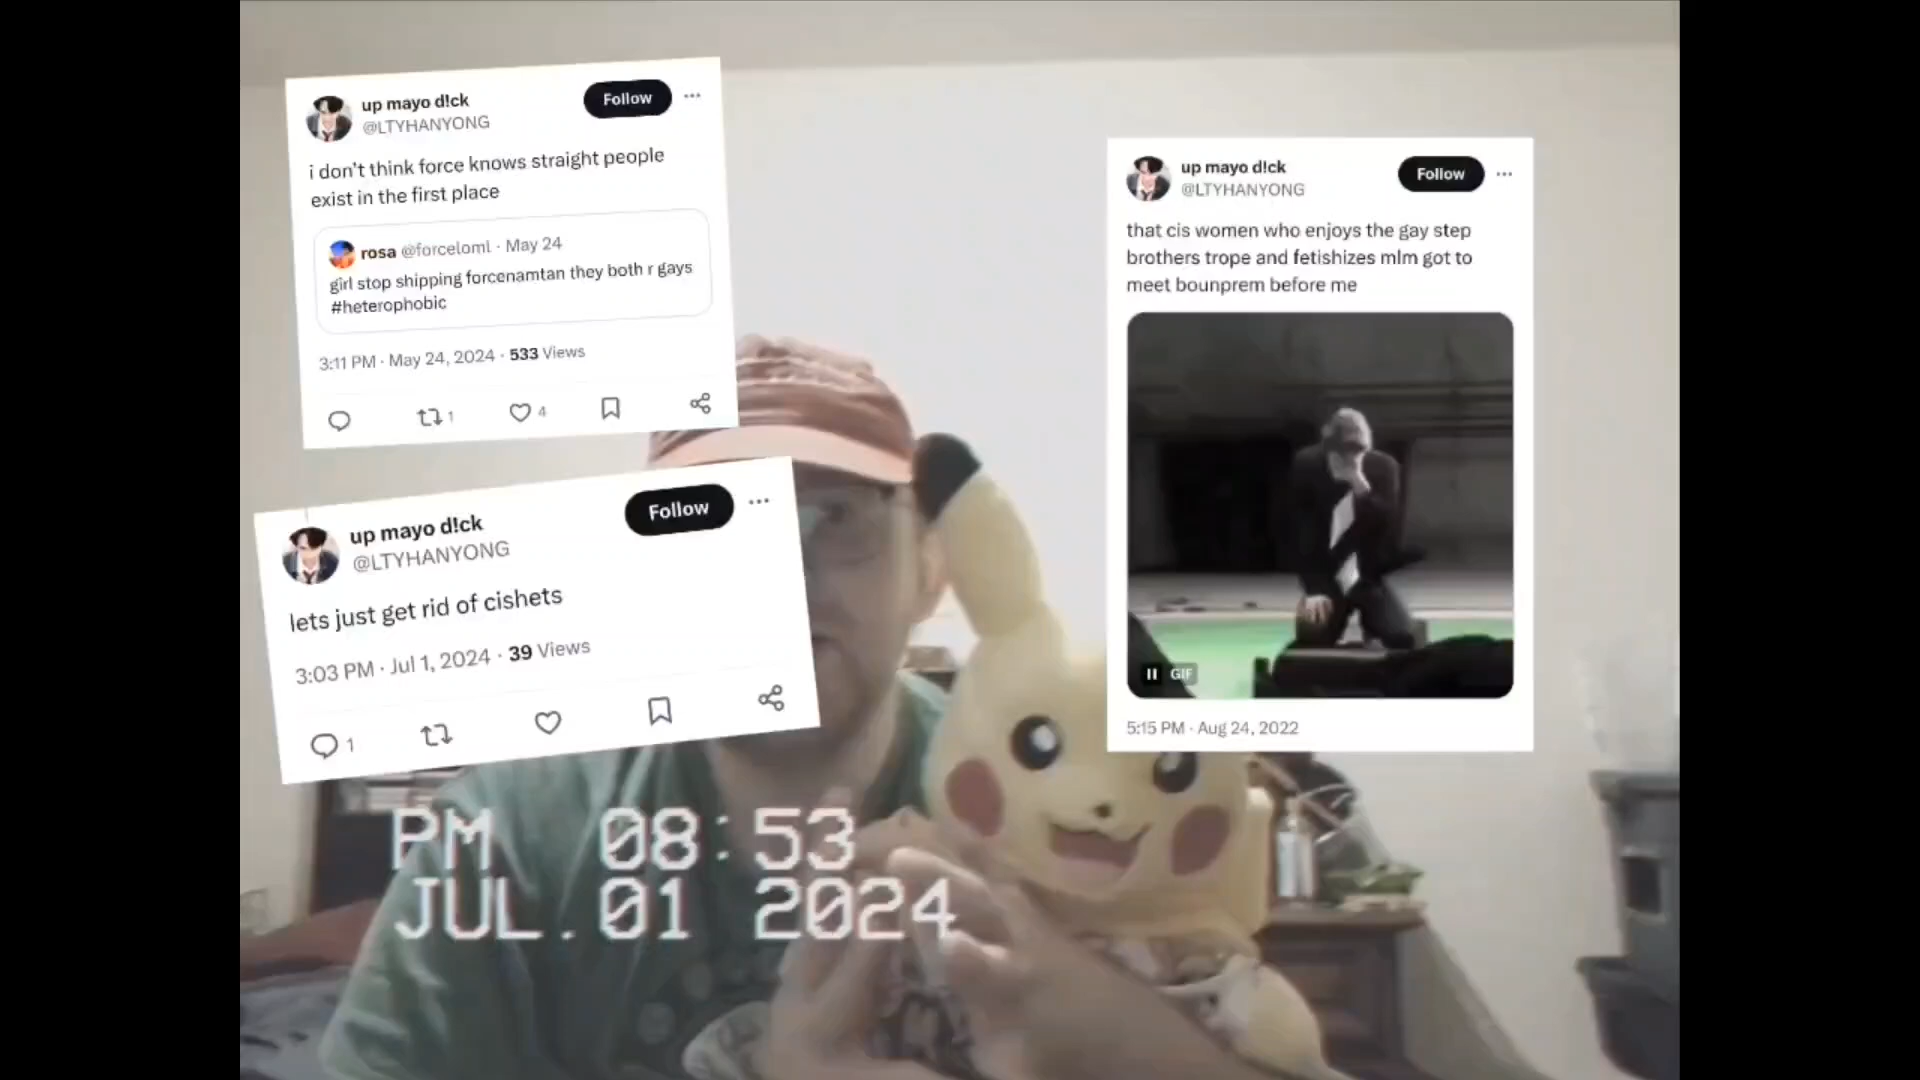 up mayo d!ck
@LTYHANYONG
Follow
i don't think force knows straight people
exist in the first place
rosa @forceloml · May 24
girl stop shipping forcenamtan they both r gays
#heterophobic
3:11 PM · May 24, 2024 · 533 Views
1
4
up mayo d!ck
@LTYHANYONG
Follow
lets just get rid of cishets
3:03 PM · Jul 1, 2024 · 39 Views
1
up mayo d!ck
@LTYHANYONG
Follow
that cis women who enjoys the gay step
brothers trope and fetishizes mlm got to
meet bounprem before me
GIF
5:15 PM · Aug 24, 2022
PM 08:53
JUL. 01 2024